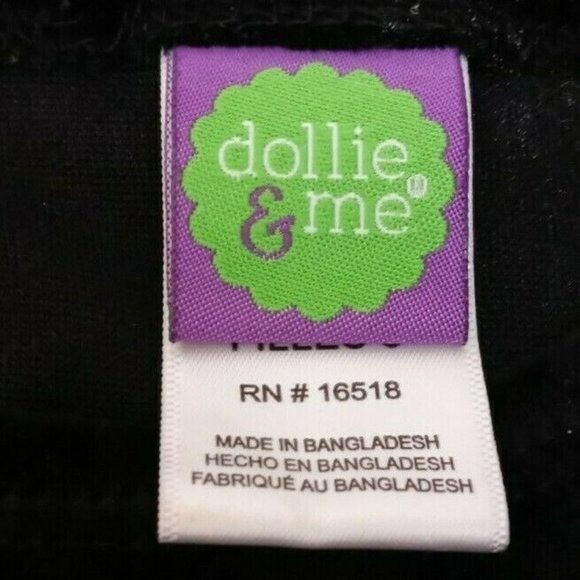 dollie
& me
RN # 16518
MADE IN BANGLADESH
HECHO EN BANGLADESH
FABRIQUÉ AU BANGLADESH